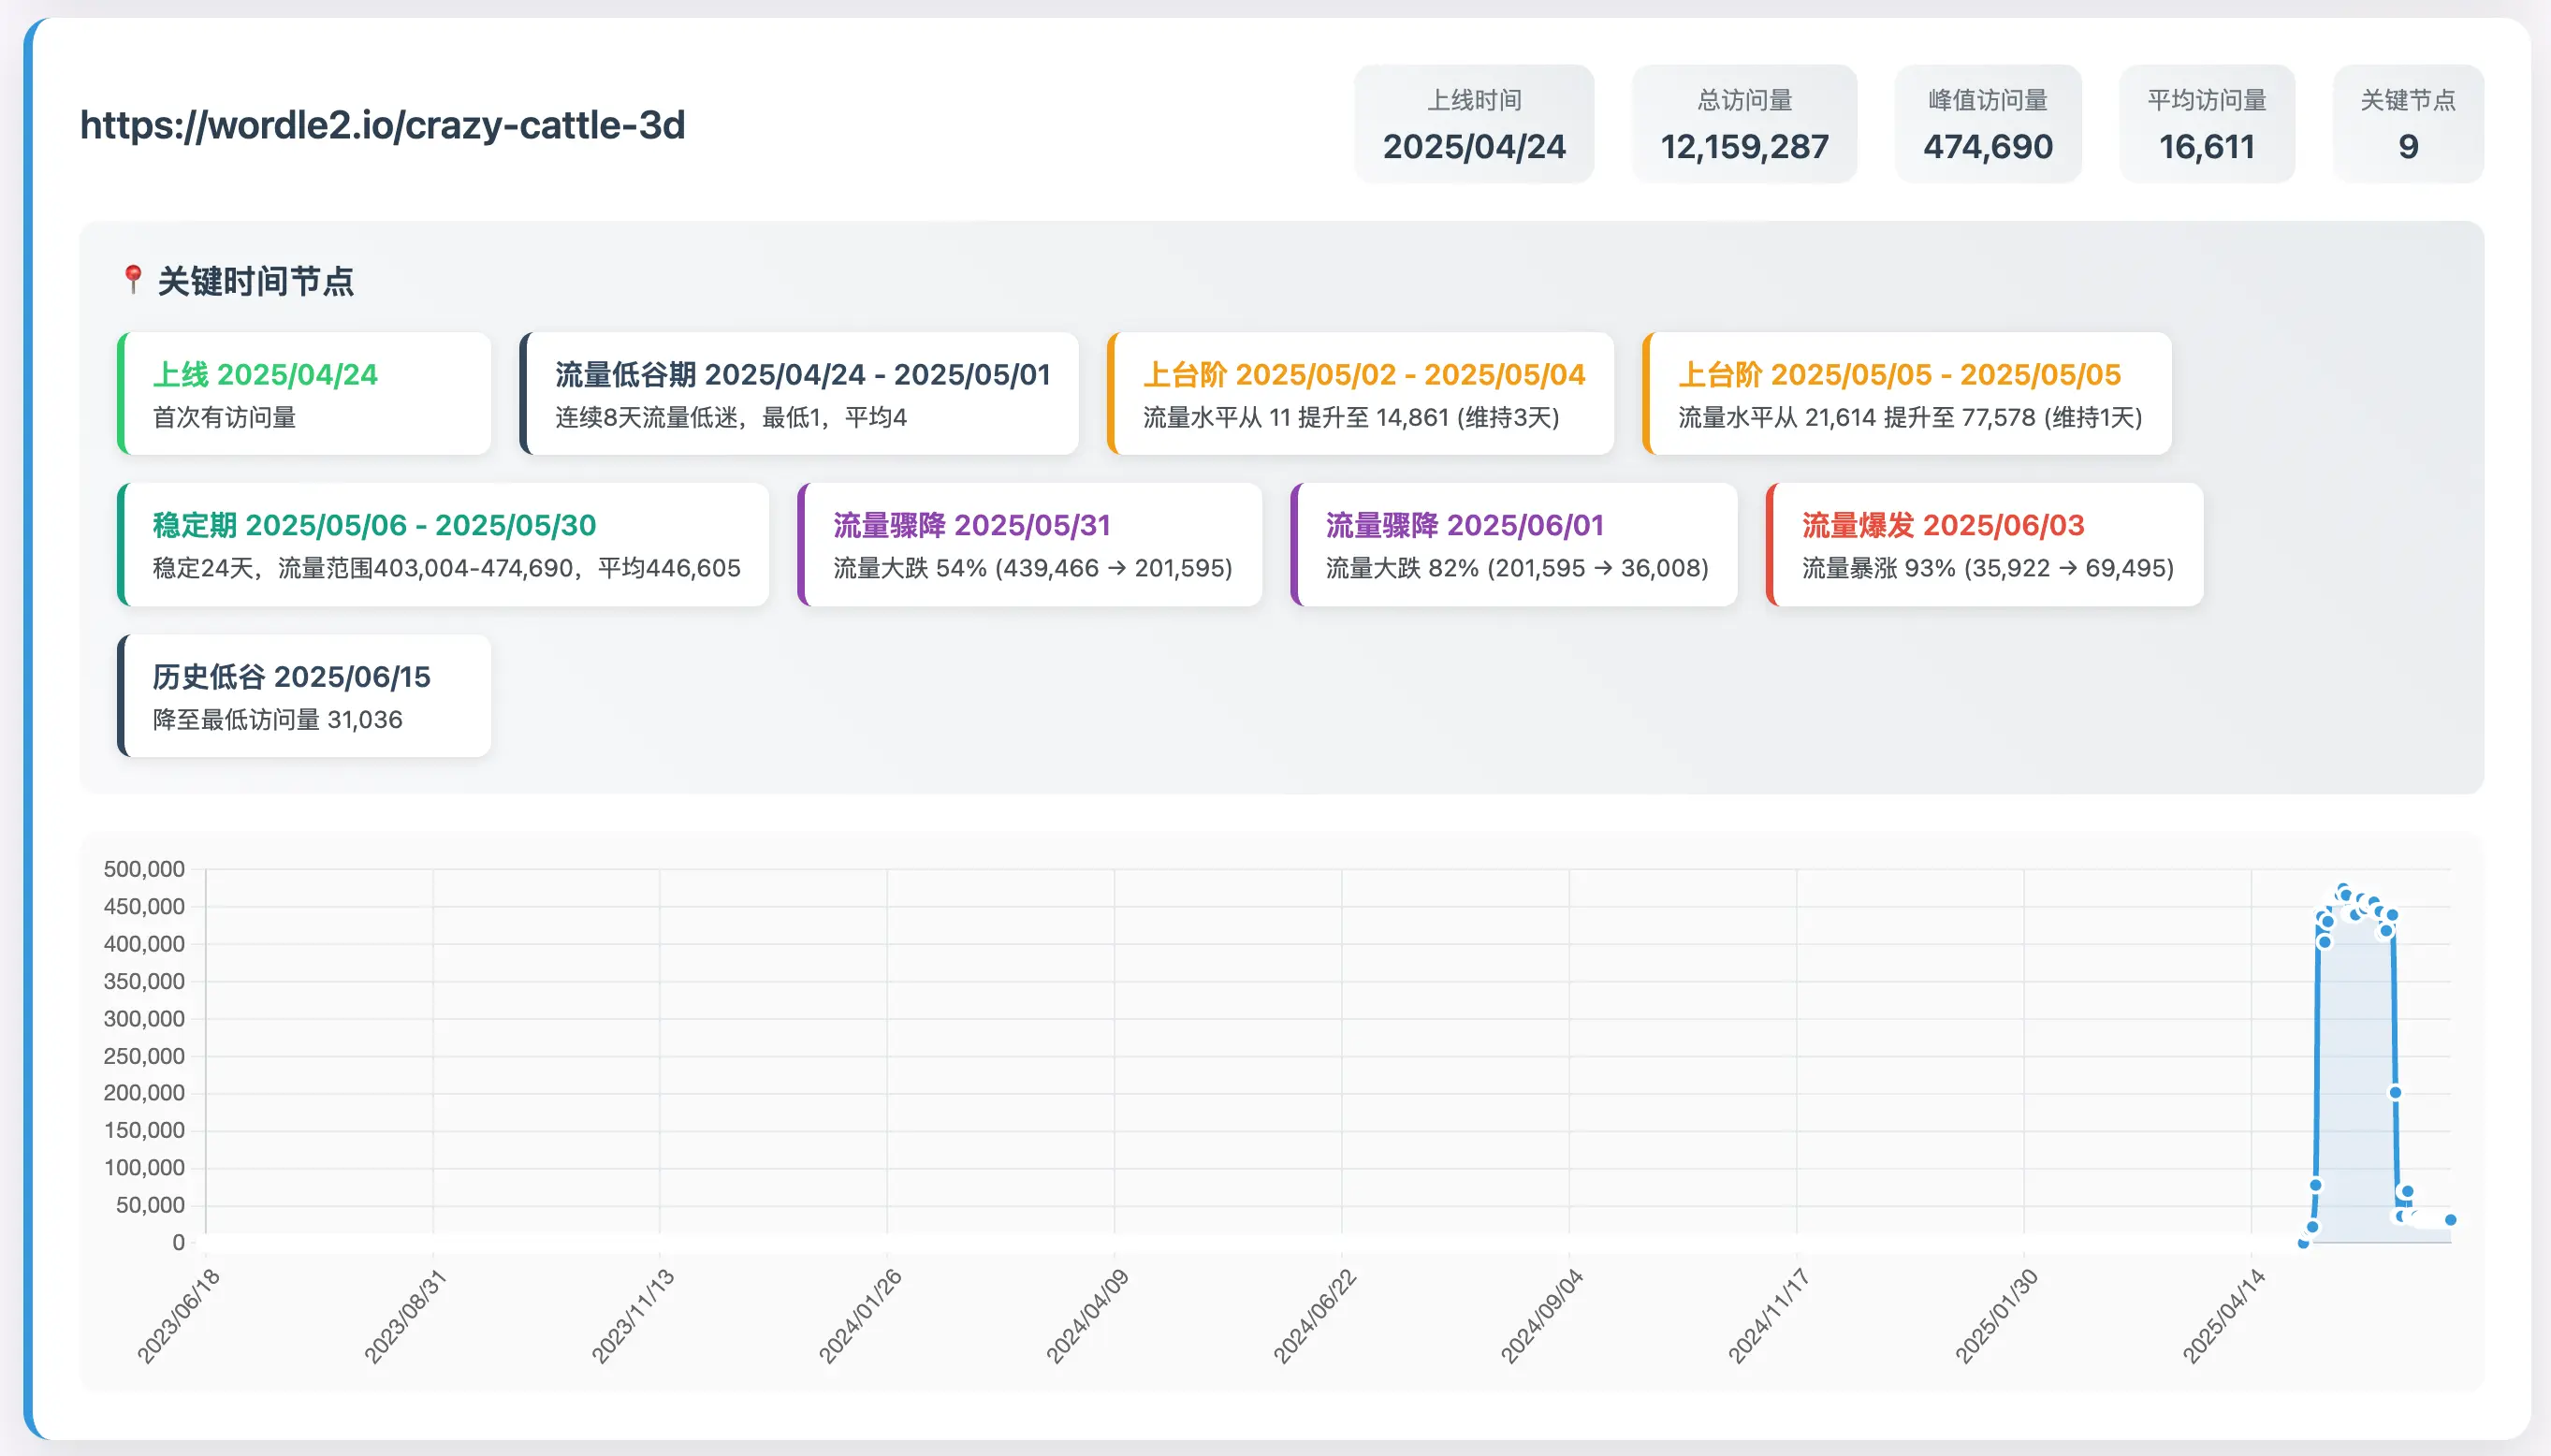 https://wordle2.io/crazy-cattle-3d
上线时间
2025/04/24
总访问量
12,159,287
峰值访问量
474,690
平均访问量
16,611
关键节点
9
📍 关键时间节点
上线 2025/04/24
首次有访问量
流量低谷期 2025/04/24 - 2025/05/01
连续8天流量低迷，最低1，平均4
上台阶 2025/05/02 - 2025/05/04
流量水平从 11 提升至 14,861 (维持3天)
上台阶 2025/05/05 - 2025/05/05
流量水平从 21,614 提升至 77,578 (维持1天)
稳定期 2025/05/06 - 2025/05/30
稳定24天，流量范围403,004-474,690，平均446,605
流量骤降 2025/05/31
流量大跌 54% (439,466 → 201,595)
流量骤降 2025/06/01
流量大跌 82% (201,595 → 36,008)
流量爆发 2025/06/03
流量暴涨 93% (35,922 → 69,495)
历史低谷 2025/06/15
降至最低访问量 31,036
500,000
450,000
400,000
350,000
300,000
250,000
200,000
150,000
100,000
50,000
0
2023/06/18
2023/08/31
2023/11/13
2024/01/26
2024/04/09
2024/06/22
2024/09/04
2024/11/17
2025/01/30
2025/04/14